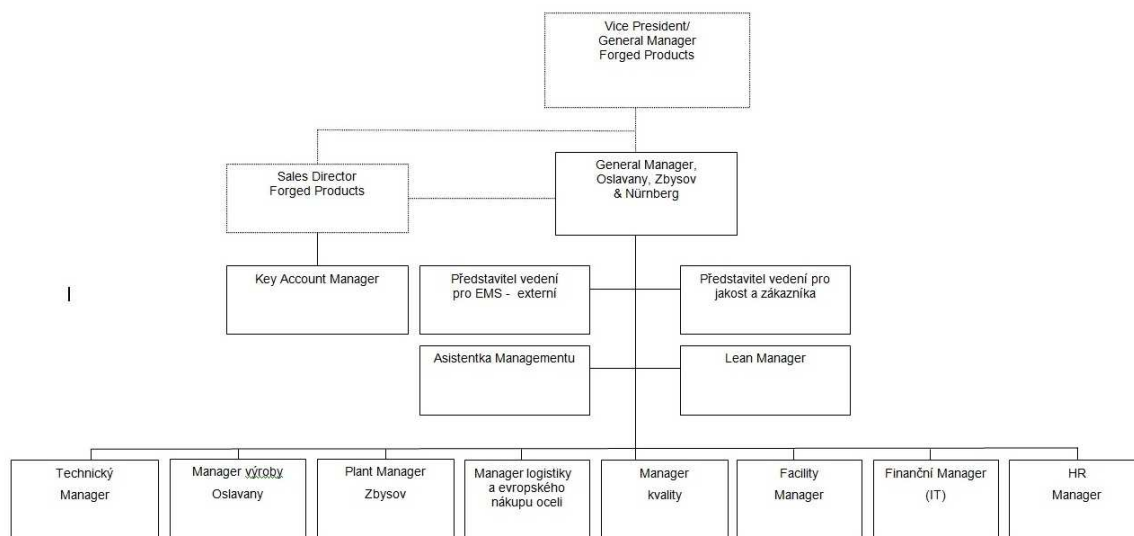 Vice President/
General Manager
Forged Products
Sales Director
Forged Products
General Manager,
Oslavany, Zbysov
& Nürnberg
Key Account Manager
Představitel vedení
pro EMS - externí
Představitel vedení pro
jakost a zákazníka
Asistentka Managementu
Lean Manager
Technický
Manager
Manager výroby
Oslavany
Plant Manager
Zbysov
Manager logistiky
a evropského
nákupu oceli
Manager
kvality
Facility
Manager
Finanční Manager
(IT)
HR
Manager